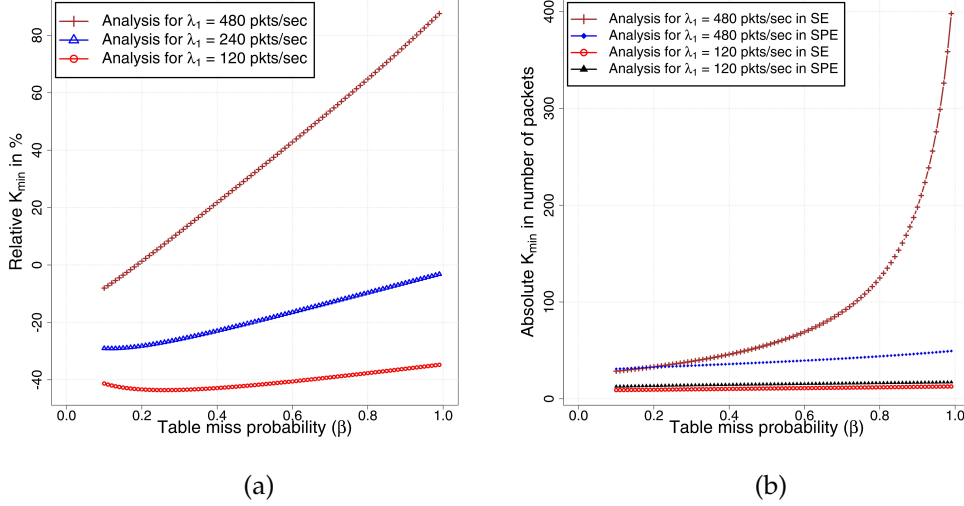 Analysis for λ₁ = 480 pkts/sec
Analysis for λ₁ = 240 pkts/sec
Analysis for λ₁ = 120 pkts/sec
Relative Kmin in %
80
60
40
20
0
-20
-40
0.0 0.2 0.4 0.6 0.8 1.0
Table miss probability (β)
(a)
Analysis for λ₁ = 480 pkts/sec in SE
Analysis for λ₁ = 480 pkts/sec in SPE
Analysis for λ₁ = 120 pkts/sec in SE
Analysis for λ₁ = 120 pkts/sec in SPE
Absolute Kmin in number of packets
400
300
200
100
0
0.0 0.2 0.4 0.6 0.8 1.0
Table miss probability (β)
(b)